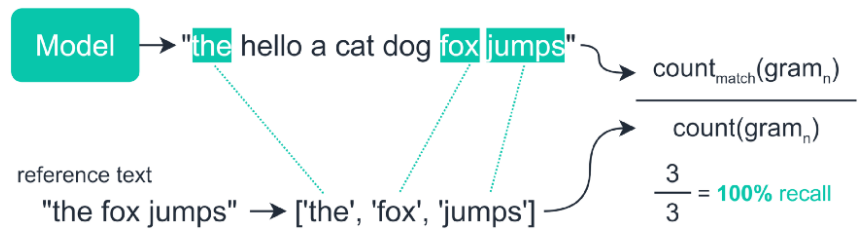 Model
"the hello a cat dog fox jumps"
count_match(gram_n)
count(gram_n)
reference text
"the fox jumps"
['the', 'fox', 'jumps']
3
3
= 100% recall